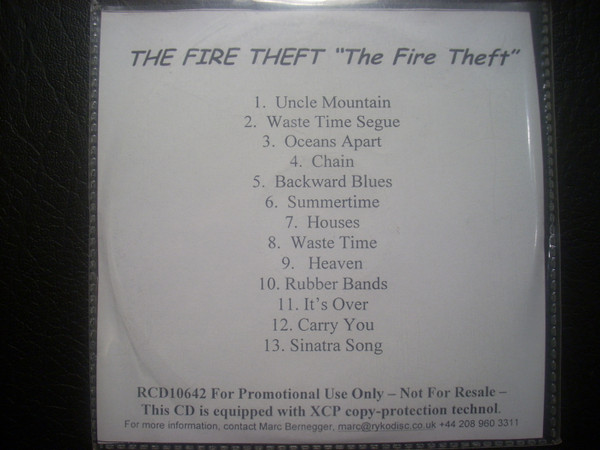 THE FIRE THEFT "The Fire Theft"
1. Uncle Mountain
2. Waste Time Segue
3. Oceans Apart
4. Chain
5. Backward Blues
6. Summertime
7. Houses
8. Waste Time
9. Heaven
10. Rubber Bands
11. It's Over
12. Carry You
13. Sinatra Song
RCD10642 For Promotional Use Only – Not For Resale –
This CD is equipped with XCP copy-protection technol.
For more information, contact Marc Bernegger, marc@rykodisc.co.uk +44 208 960 3311